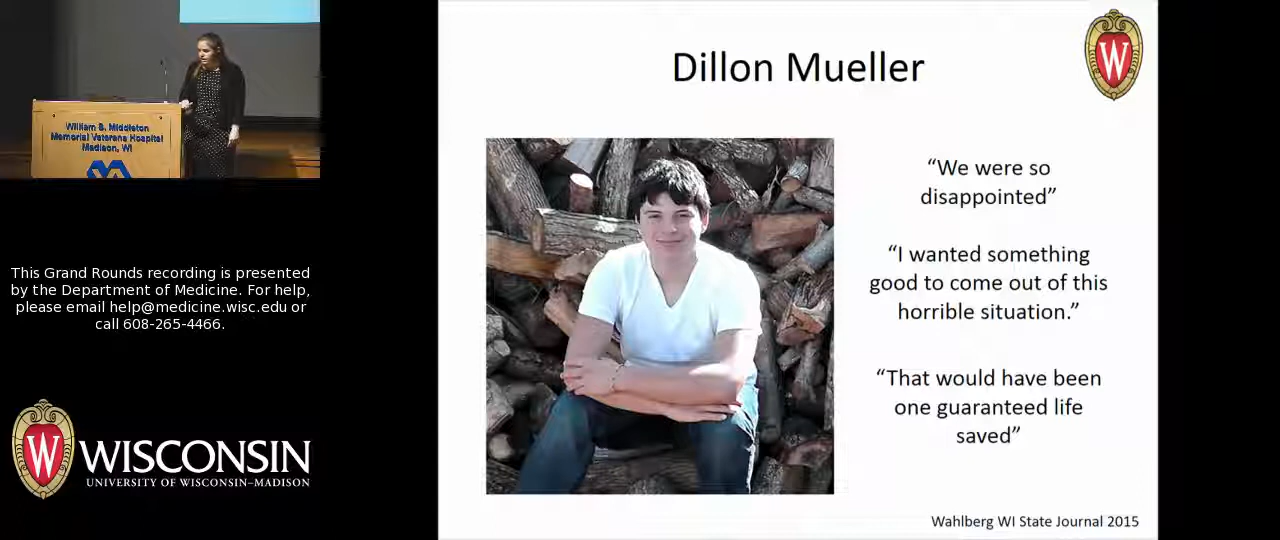 William S. Middleton
Memorial Veterans Hospital
Madison, WI
This Grand Rounds recording is presented
by the Department of Medicine. For help,
please email help@medicine.wisc.edu or
call 608-265-4466.
W WISCONSIN
UNIVERSITY OF WISCONSIN–MADISON
Dillon Mueller
W
“We were so
disappointed”
“I wanted something
good to come out of this
horrible situation.”
“That would have been
one guaranteed life
saved”
Wahlberg WI State Journal 2015